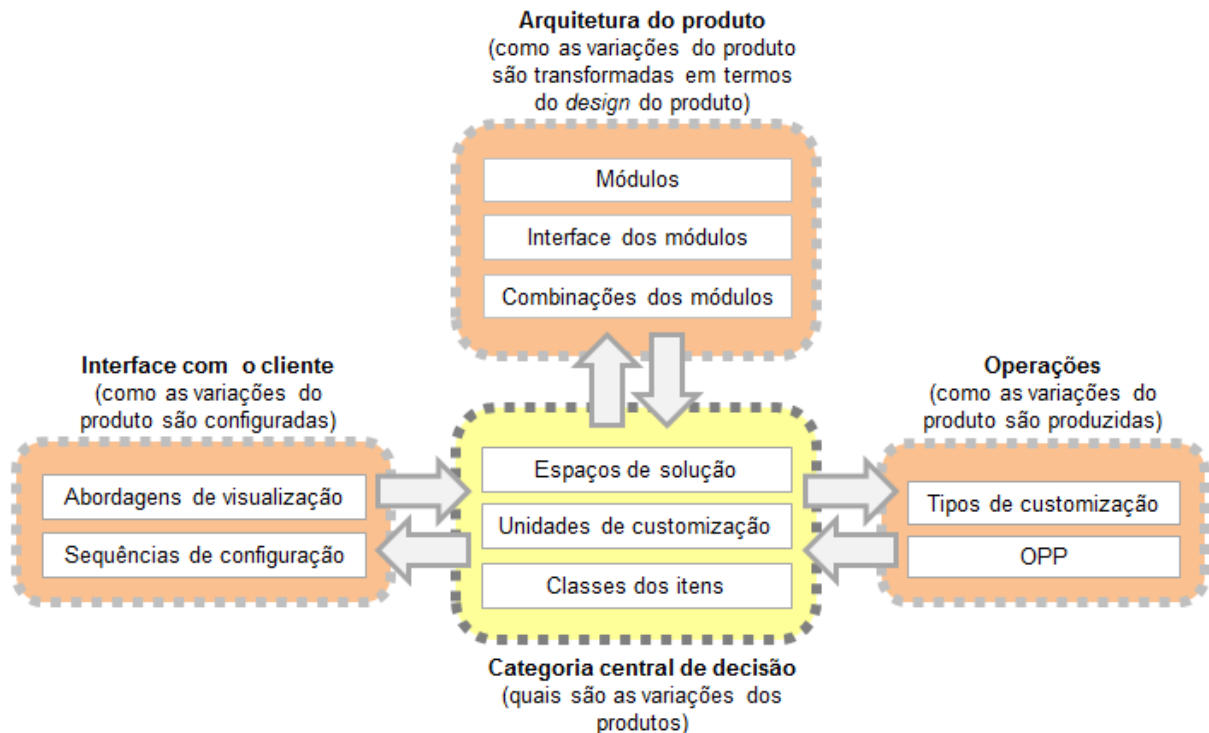 Arquitetura do produto
(como as variações do produto
são transformadas em termos
do design do produto)
Módulos
Interface dos módulos
Combinações dos módulos
Interface com o cliente
(como as variações do
produto são configuradas)
Abordagens de visualização
Sequências de configuração
Espaços de solução
Unidades de customização
Classes dos itens
Categoria central de decisão
(quais são as variações dos
produtos)
Operações
(como as variações do
produto são produzidas)
Tipos de customização
OPP